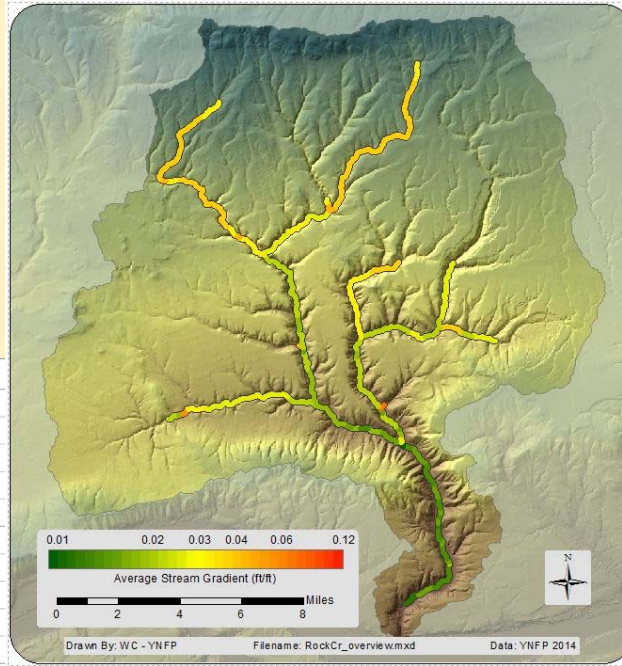 0.01 0.02 0.03 0.04 0.06 0.12
Average Stream Gradient (ft/ft)
Miles
0 2 4 6 8
N
Drawn By: WC - YNFP Filename: RockCr_overview.mxd Data: YNFP 2014